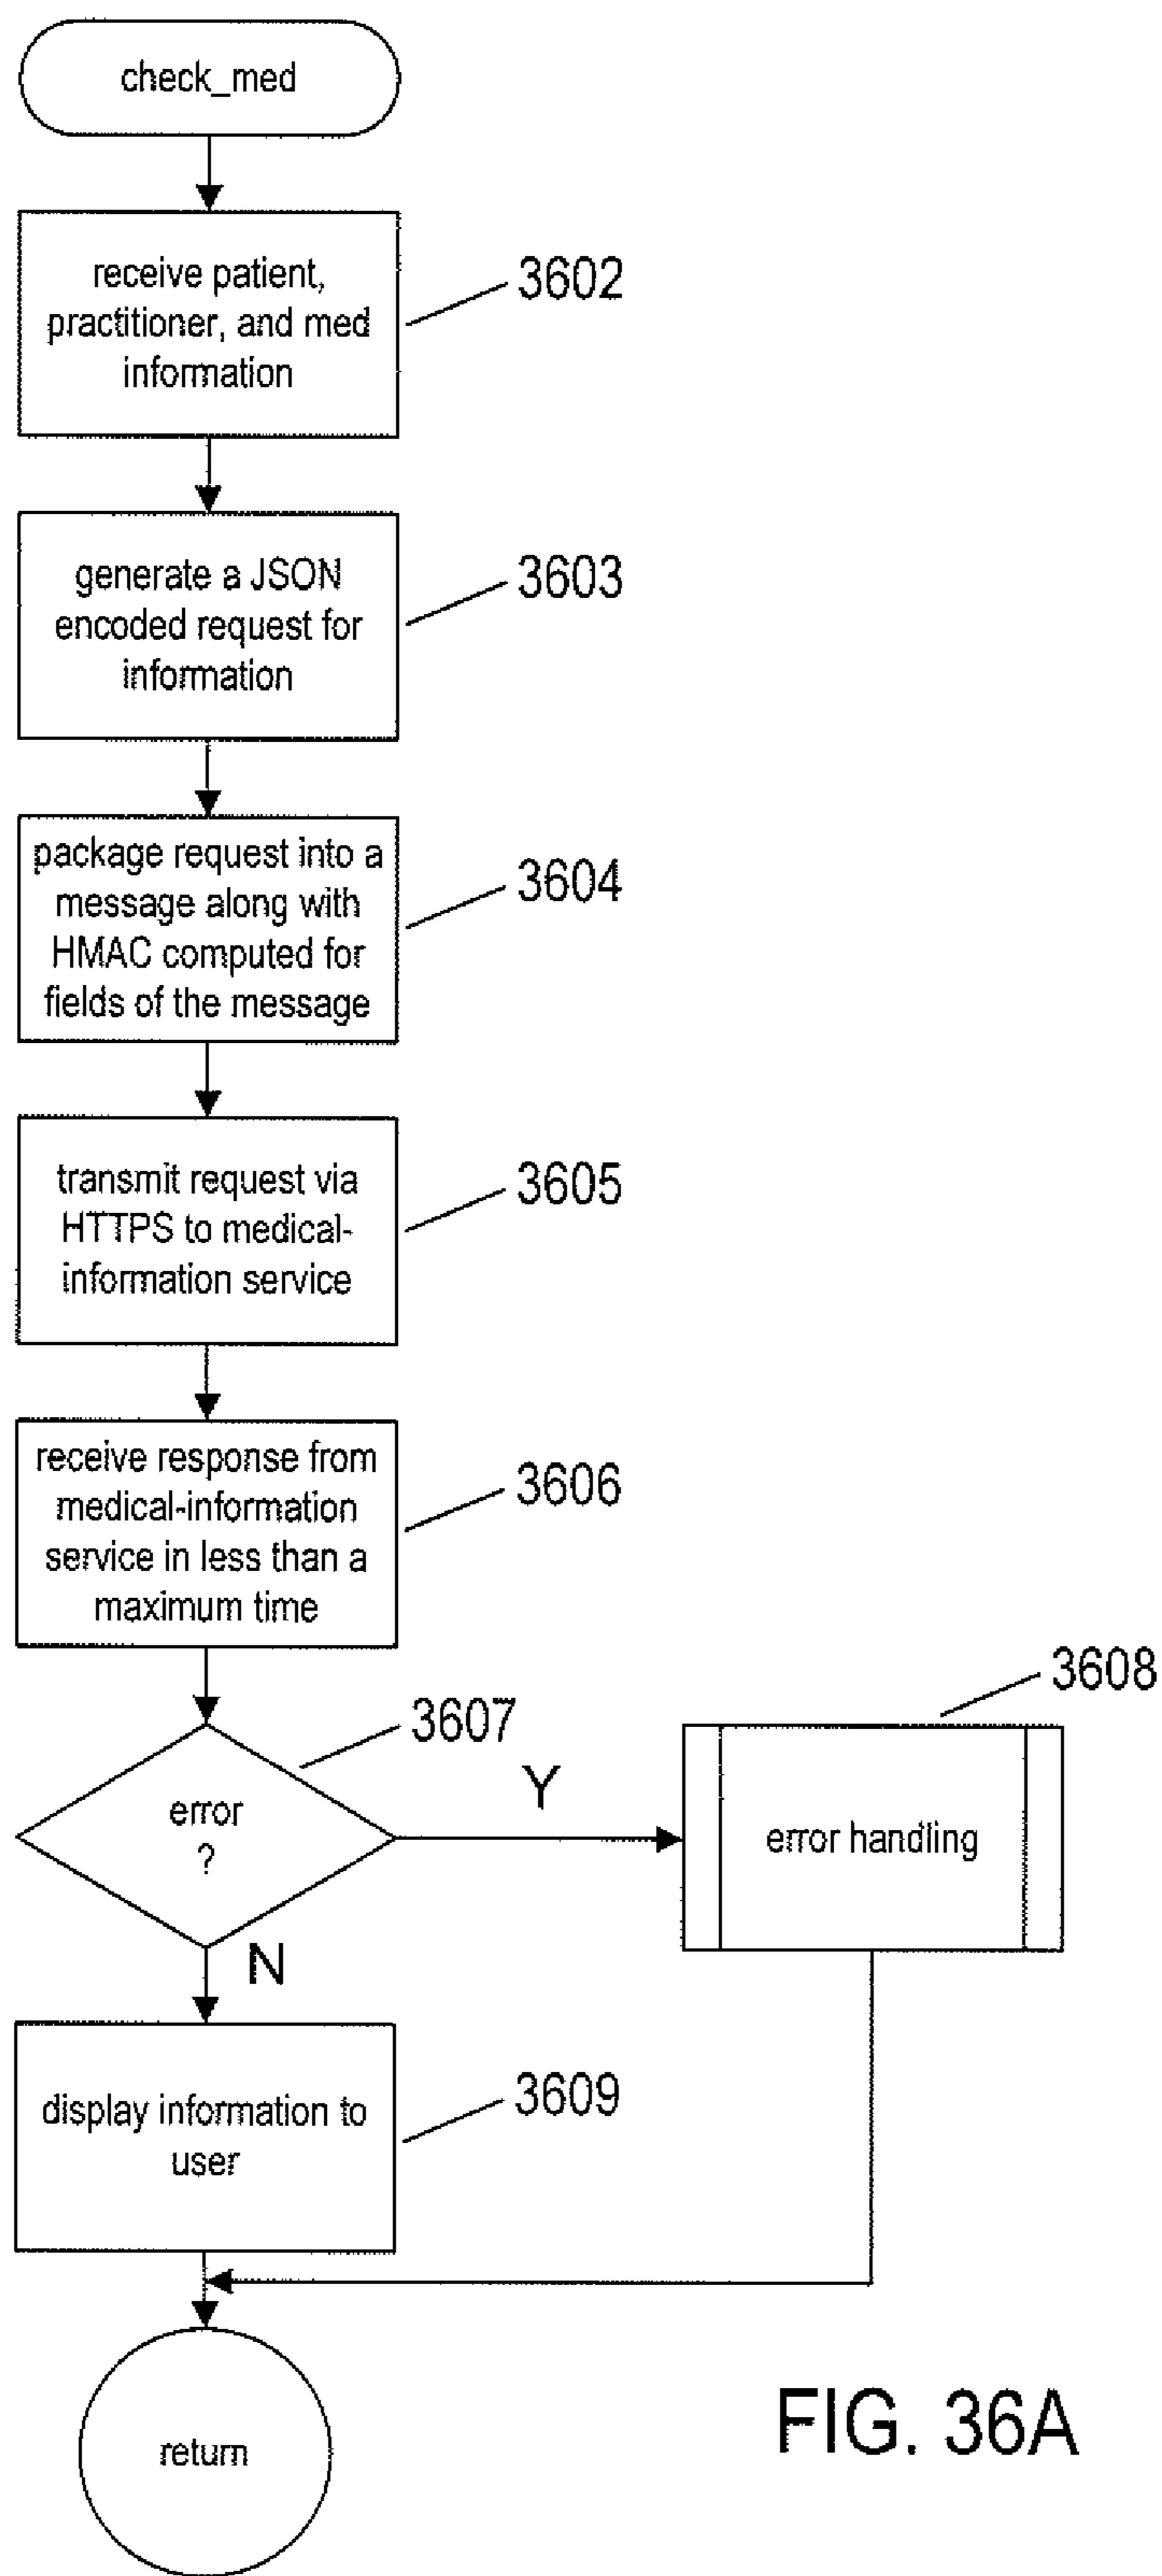 check_med
receive patient,
practitioner, and med
information
3602
generate a JSON
encoded request for
information
3603
package request into a
message along with
HMAC computed for
fields of the message
3604
transmit request via
HTTPS to medical-
information service
3605
receive response from
medical-information
service in less than a
maximum time
3606
error
?
3607
Y
error handling
3608
N
display information to
user
3609
return
FIG. 36A